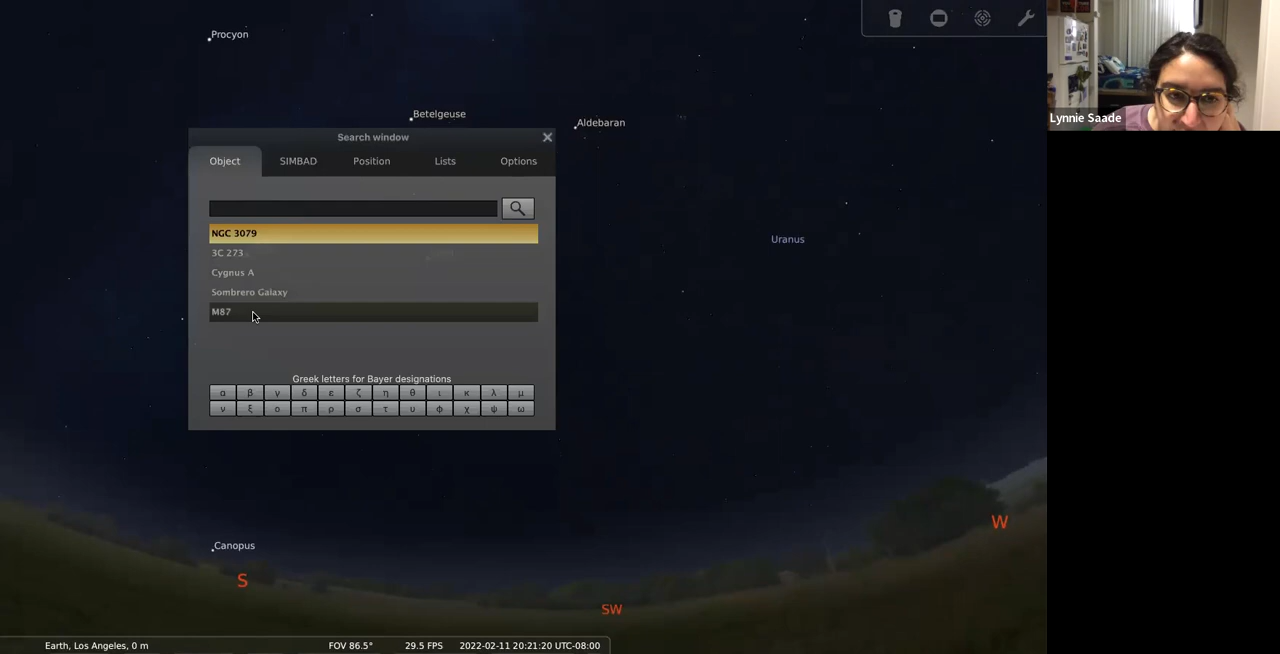 Procyon
Betelgeuse
Aldebaran
Lynnie Saade
Search window
Object SIMBAD Position Lists Options
NGC 3079
3C 273
Cygnus A
Sombrero Galaxy
M87
Uranus
Greek letters for Bayer designations
α β γ δ ε ζ η θ ι κ λ μ
ν ξ ο π ρ σ τ υ φ χ ψ ω
W
Canopus
S
SW
Earth, Los Angeles, 0 m FOV 86.5° 29.5 FPS 2022-02-11 20:21:20 UTC-08:00